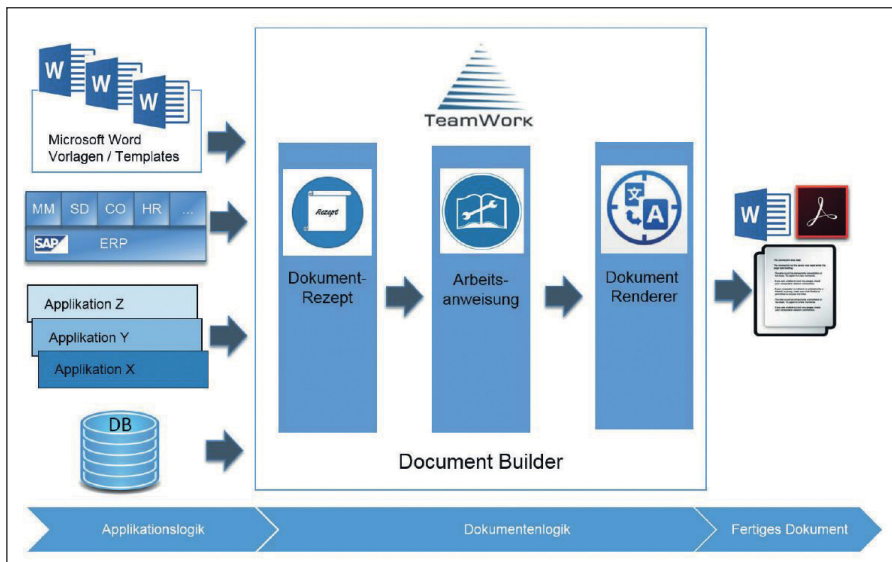 W
W
W
Microsoft Word
Vorlagen / Templates
MM SD CO HR ...
SAP ERP
Applikation Z
Applikation Y
Applikation X
DB
TeamWork
Rezept
Dokument-
Rezept
Arbeits-
anweisung
文
A
Dokument
Renderer
Document Builder
W
Applikationslogik
Dokumentenlogik
Fertiges Dokument